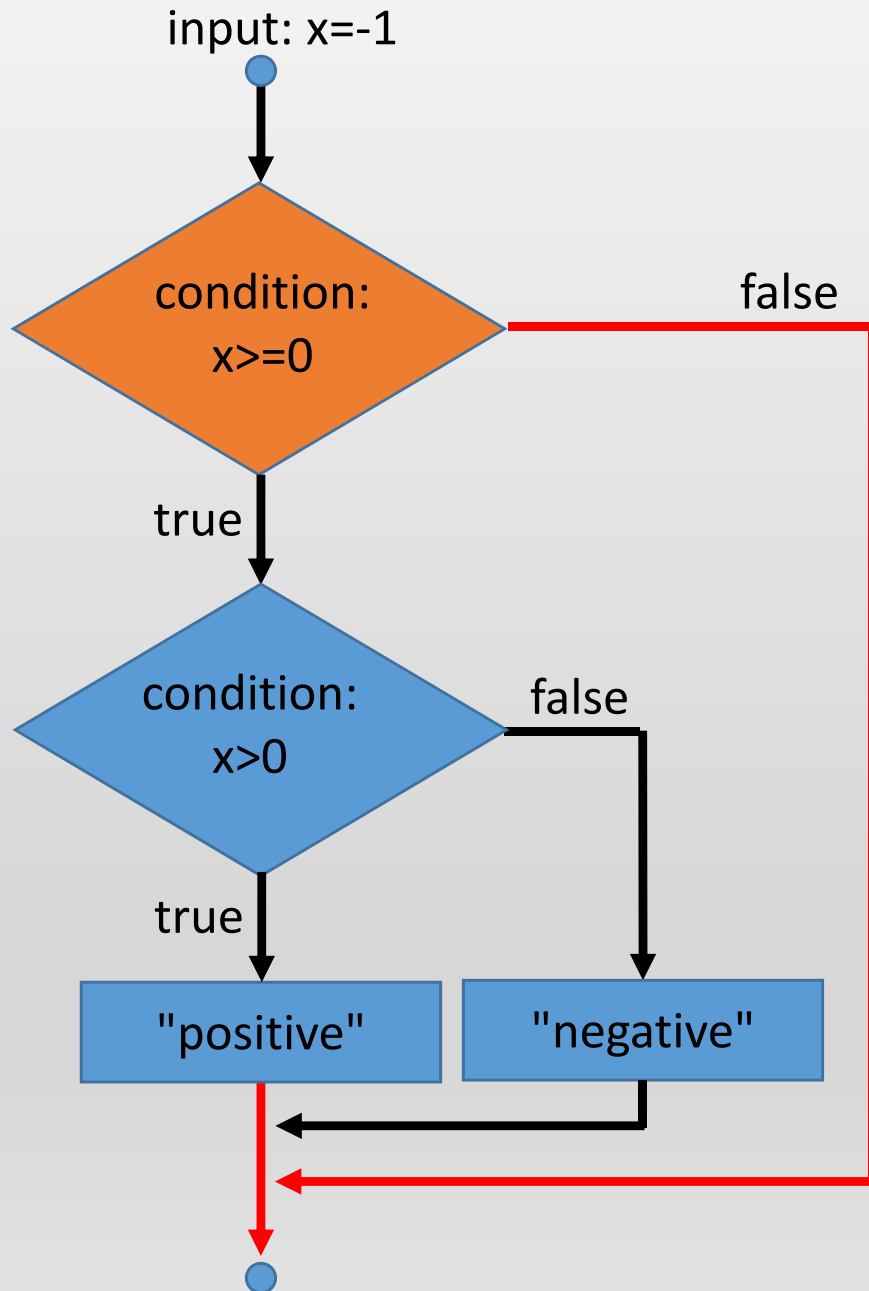 input: x=-1
condition:
x>=0
false
true
condition:
x>0
false
true
"positive"
"negative"